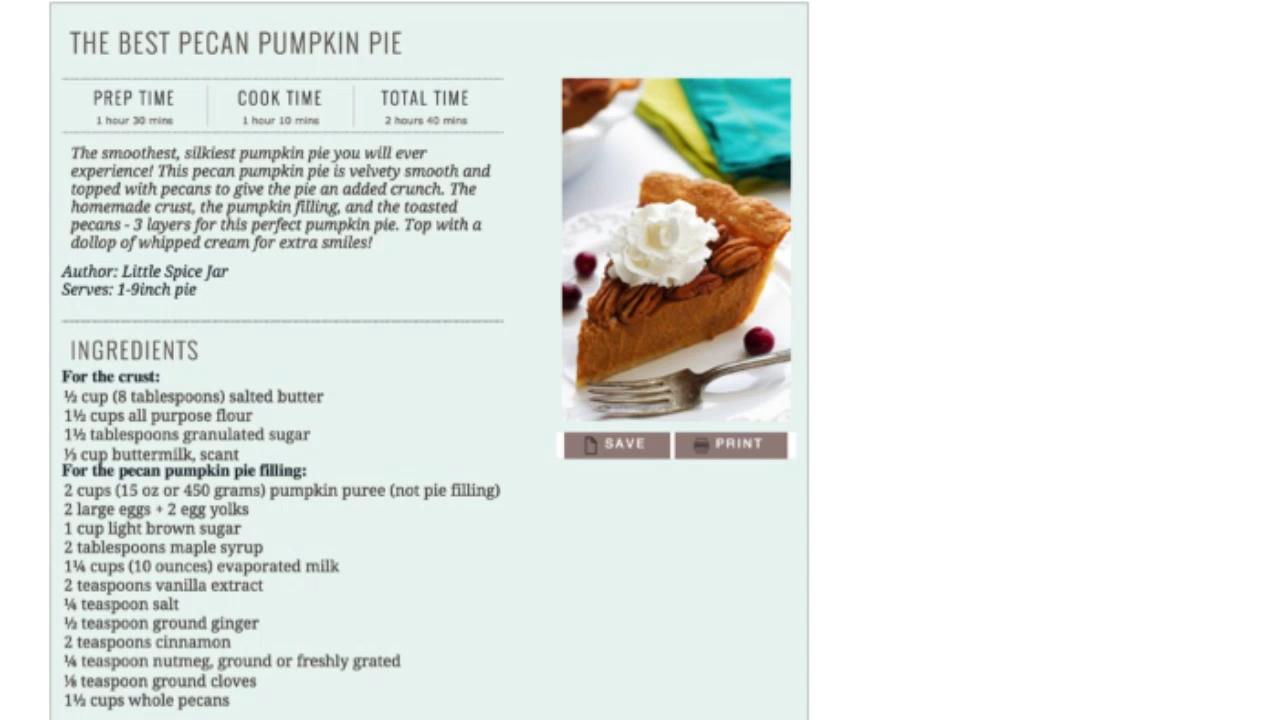 THE BEST PECAN PUMPKIN PIE
PREP TIME
1 hour 30 mins
COOK TIME
1 hour 10 mins
TOTAL TIME
2 hours 40 mins
The smoothest, silkiest pumpkin pie you will ever
experience! This pecan pumpkin pie is velvety smooth and
topped with pecans to give the pie an added crunch. The
homemade crust, the pumpkin filling, and the toasted
pecans - 3 layers for this perfect pumpkin pie. Top with a
dollop of whipped cream for extra smiles!
Author: Little Spice Jar
Serves: 1-9inch pie
SAVE
PRINT
INGREDIENTS
For the crust:
½ cup (8 tablespoons) salted butter
1½ cups all purpose flour
1½ tablespoons granulated sugar
⅓ cup buttermilk, scant
For the pecan pumpkin pie filling:
2 cups (15 oz or 450 grams) pumpkin puree (not pie filling)
2 large eggs + 2 egg yolks
1 cup light brown sugar
2 tablespoons maple syrup
1¼ cups (10 ounces) evaporated milk
2 teaspoons vanilla extract
¼ teaspoon salt
½ teaspoon ground ginger
2 teaspoons cinnamon
¼ teaspoon nutmeg, ground or freshly grated
⅛ teaspoon ground cloves
1½ cups whole pecans